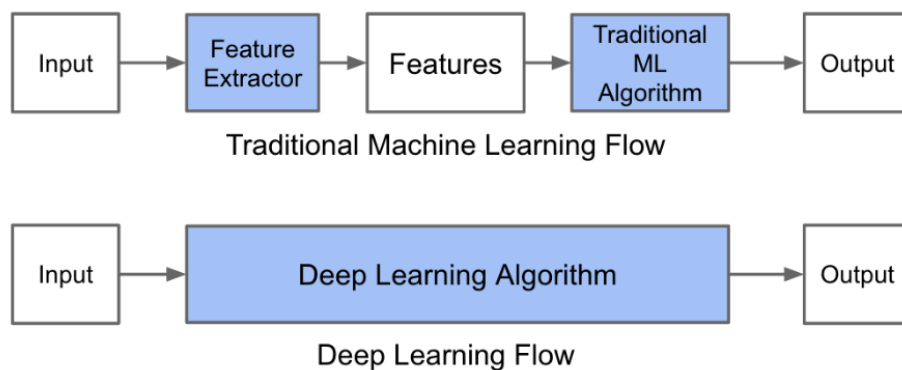 Input
Feature
Extractor
Features
Traditional
ML
Algorithm
Output
Traditional Machine Learning Flow
Input
Deep Learning Algorithm
Output
Deep Learning Flow